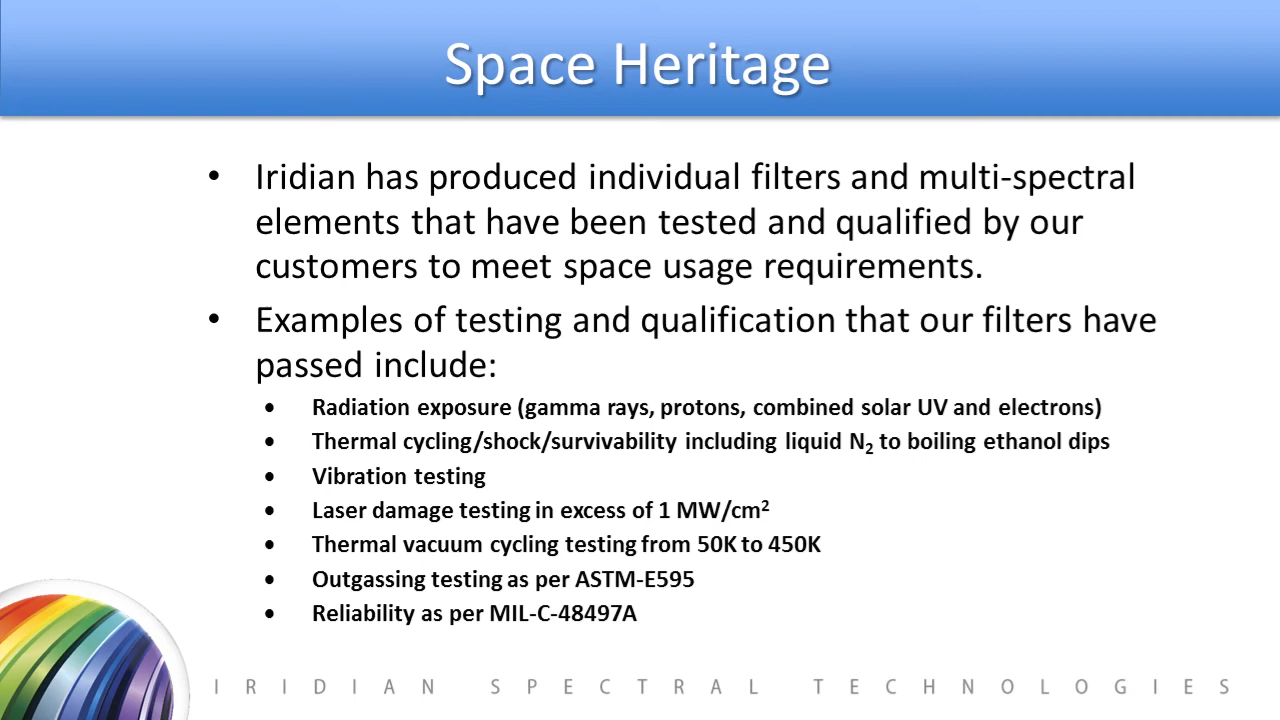 Space Heritage
• Iridian has produced individual filters and multi-spectral
elements that have been tested and qualified by our
customers to meet space usage requirements.
• Examples of testing and qualification that our filters have
passed include:
• Radiation exposure (gamma rays, protons, combined solar UV and electrons)
• Thermal cycling/shock/survivability including liquid N₂ to boiling ethanol dips
• Vibration testing
• Laser damage testing in excess of 1 MW/cm²
• Thermal vacuum cycling testing from 50K to 450K
• Outgassing testing as per ASTM-E595
• Reliability as per MIL-C-48497A
IRIDIAN SPECTRAL TECHNOLOGIES